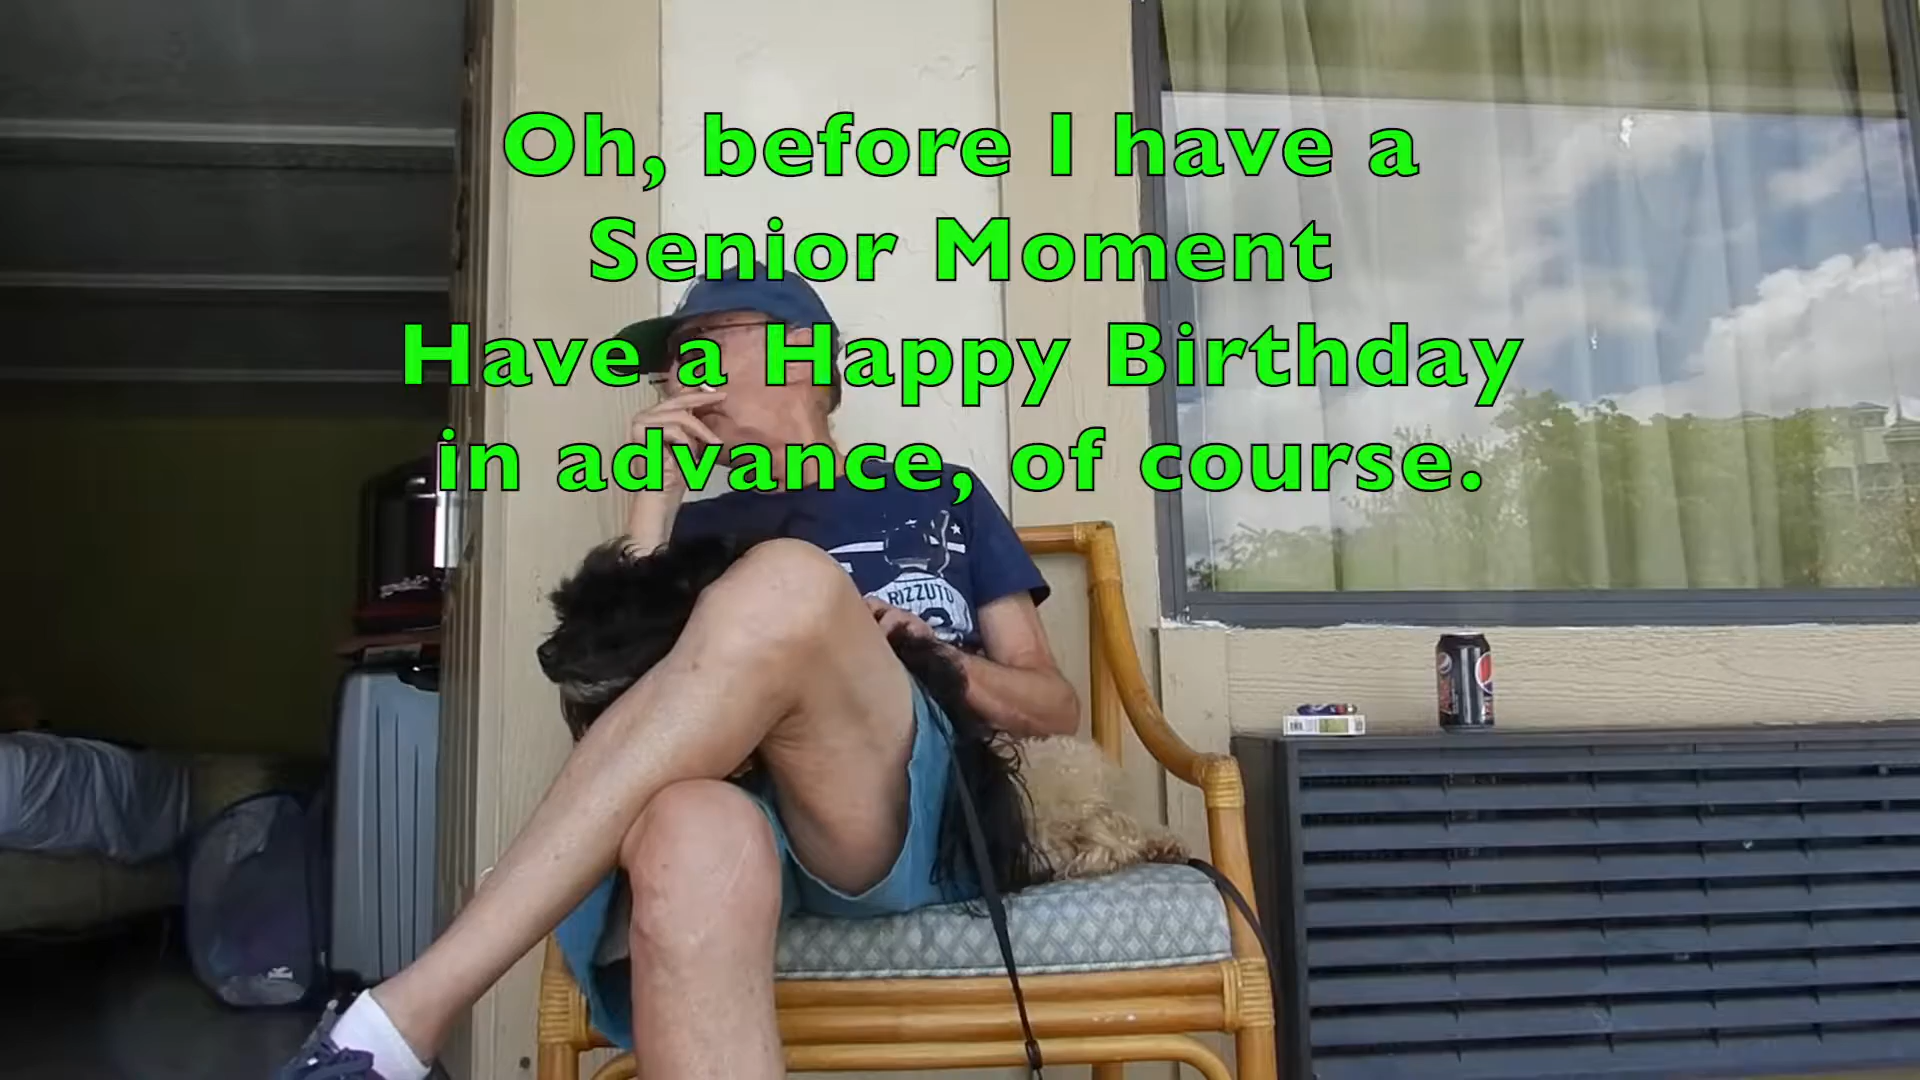 Oh, before I have a
Senior Moment
Have a Happy Birthday
in advance, of course.
RIZZUTO